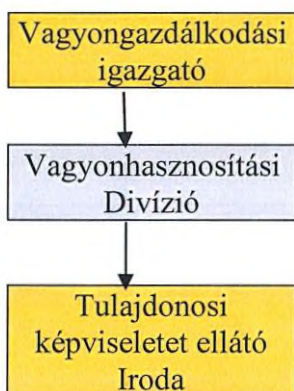 Vagyongazdálkodási
igazgató
Vagyonhasznosítási
Divízió
Tulajdonosi
képviseletet ellátó
Iroda